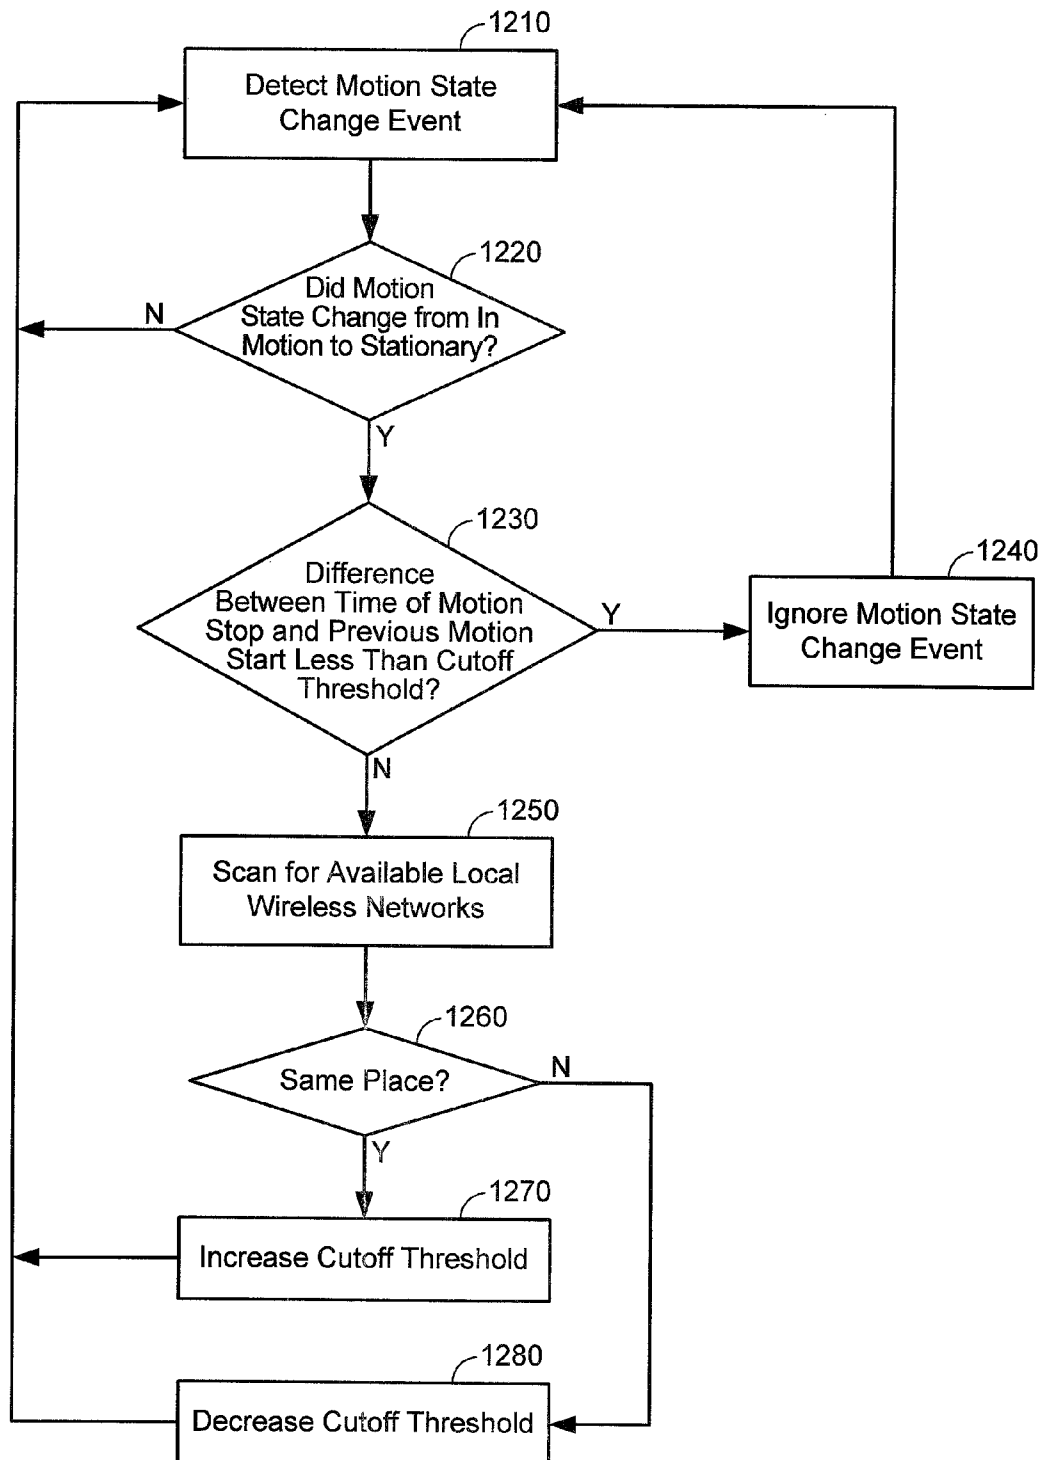 1210
Detect Motion State
Change Event
1220
Did Motion
State Change from In
Motion to Stationary?
N
Y
1230
Difference
Between Time of Motion
Stop and Previous Motion
Start Less Than Cutoff
Threshold?
Y
1240
Ignore Motion State
Change Event
N
1250
Scan for Available Local
Wireless Networks
1260
Same Place?
N
Y
1270
Increase Cutoff Threshold
1280
Decrease Cutoff Threshold